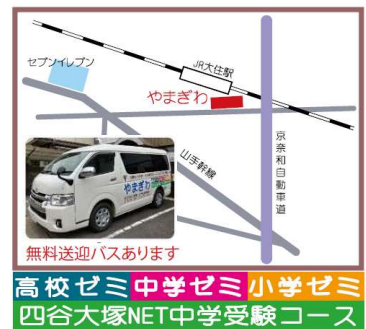 セブンイレブン
JR大住駅
やまぎわ
山手幹線
京奈和自動車道
やまぎわ
無料送迎バスあります
高校ゼミ 中学ゼミ 小学ゼミ
四谷大塚NET中学受験コース